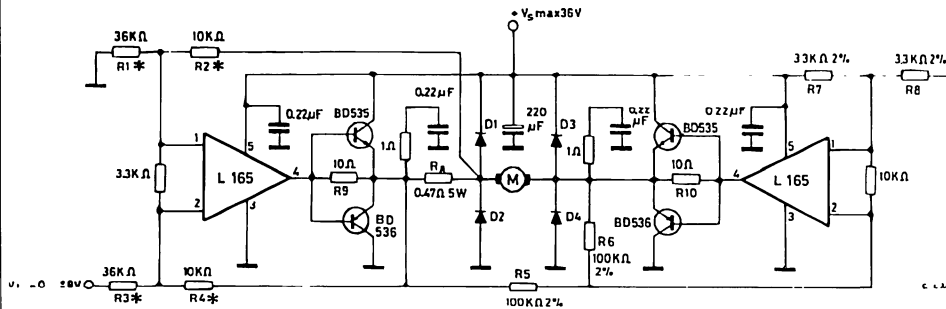 + Vs max 36V
36KΩ
10KΩ
R1*
R2*
0.22µF
BD535
0.22µF
D1
220 µF
D3
0.22 µF
BD535
0.22µF
3.3KΩ 2%
R7
3.3KΩ 2%
R8
1
5
4
3
2
L 165
3.3KΩ
10Ω
R9
BD 536
1Ω
RA
0.47Ω 5W
M
D2
D4
1Ω
10Ω
R10
BD536
R6
100KΩ 2%
4
5
1
2
3
L 165
10KΩ
36KΩ
R3*
10KΩ
R4*
R5
100KΩ 2%